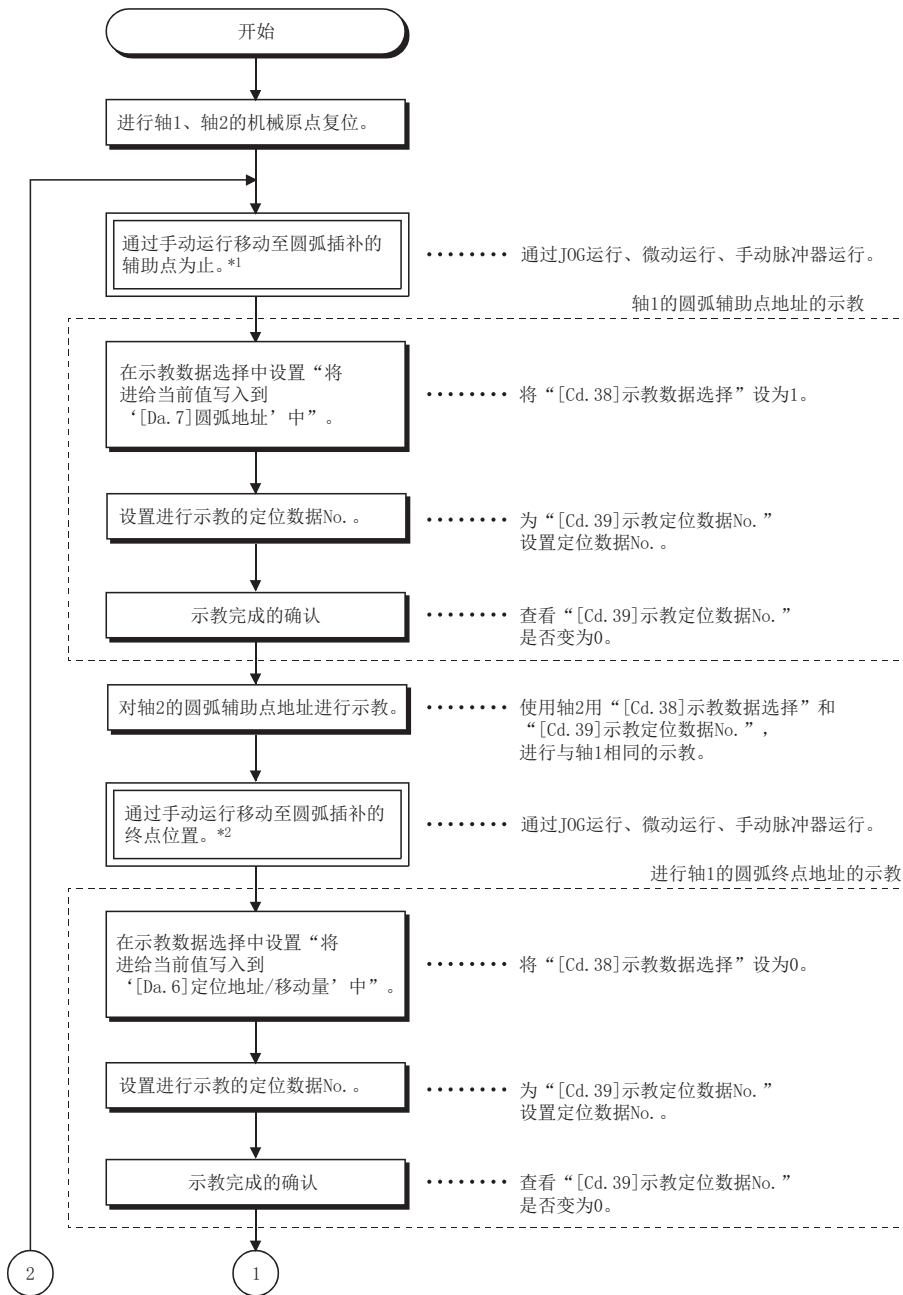 开始
进行轴1、轴2的机械原点复位。
通过手动运行移动至圆弧插补的
辅助点为止。*1
········ 通过JOG运行、微动运行、手动脉冲器运行。
轴1的圆弧辅助点地址的示教
在示教数据选择中设置“将
进给当前值写入到
‘[Da.7]圆弧地址’中”。
········ 将“[Cd.38]示教数据选择”设为1。
设置进行示教的定位数据No.。
········ 为“[Cd.39]示教定位数据No.”
设置定位数据No.。
示教完成的确认
········ 查看“[Cd.39]示教定位数据No.”
是否变为0。
对轴2的圆弧辅助点地址进行示教。
········ 使用轴2用“[Cd.38]示教数据选择”和
“[Cd.39]示教定位数据No.”,
进行与轴1相同的示教。
通过手动运行移动至圆弧插补的
终点位置。*2
········ 通过JOG运行、微动运行、手动脉冲器运行。
进行轴1的圆弧终点地址的示教
在示教数据选择中设置“将
进给当前值写入到
‘[Da.6]定位地址/移动量’中”。
········ 将“[Cd.38]示教数据选择”设为0。
设置进行示教的定位数据No.。
········ 为“[Cd.39]示教定位数据No.”
设置定位数据No.。
示教完成的确认
········ 查看“[Cd.39]示教定位数据No.”
是否变为0。
2
1